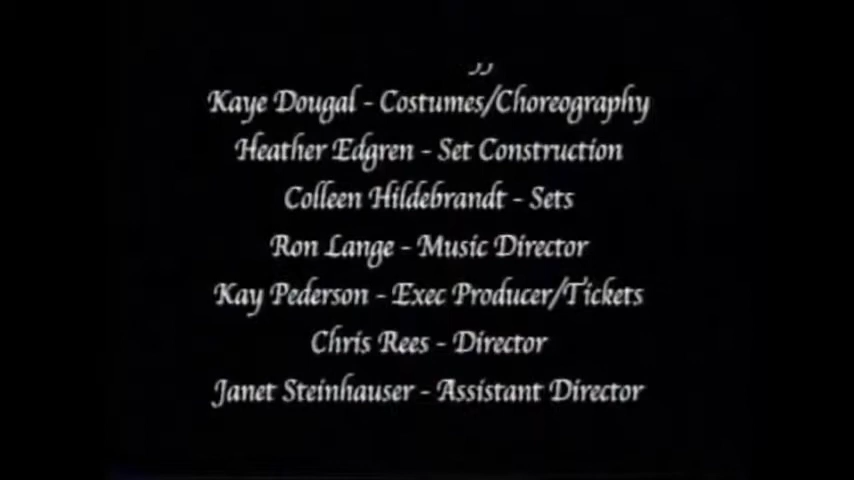 Kaye Dougal - Costumes/Choreography
Heather Edgren - Set Construction
Colleen Hildebrandt - Sets
Ron Lange - Music Director
Kay Pederson - Exec Producer/Tickets
Chris Rees - Director
Janet Steinhauser - Assistant Director